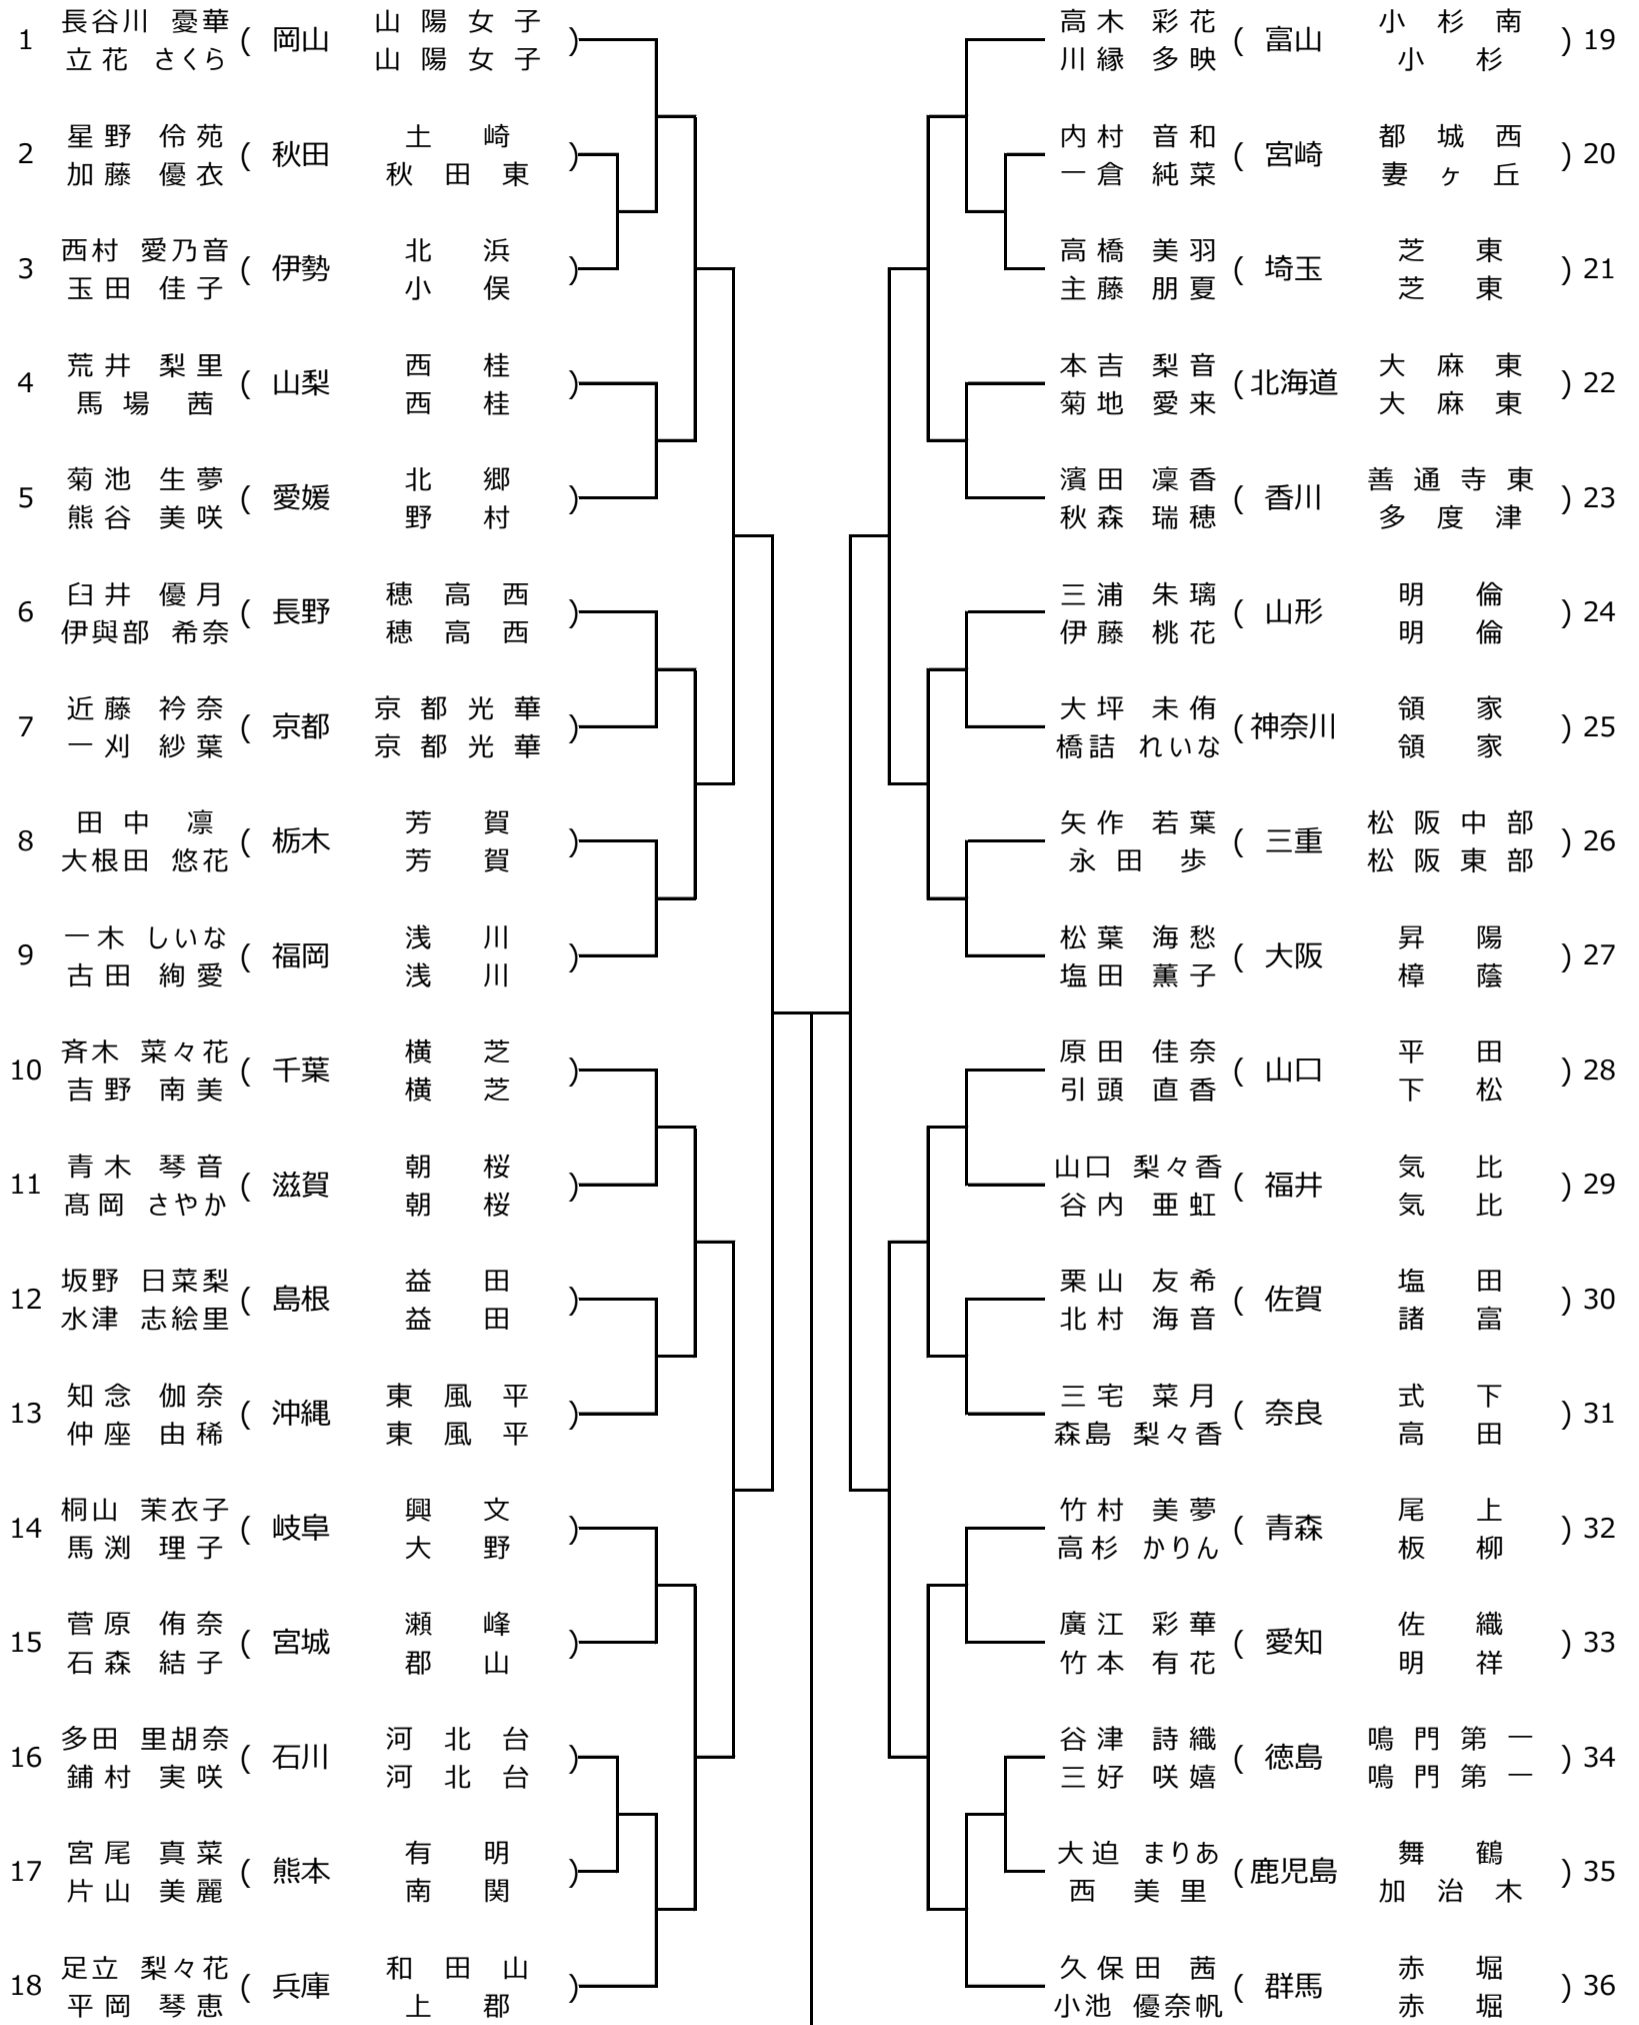 1 長谷川 憂華 ( 岡山 山陽女子 )
立花 さくら 山陽女子
2 星野 伶苑 ( 秋田 土崎 )
加藤 優衣 秋田東
3 西村 愛乃音 ( 伊勢 北浜 )
玉田 佳子 小俣
4 荒井 梨里 ( 山梨 西桂 )
馬場 茜 西桂
5 菊池 生夢 ( 愛媛 北郷 )
熊谷 美咲 野村
6 臼井 優月 ( 長野 穂高西 )
伊與部 希奈 穂高西
7 近藤 衿奈 ( 京都 京都光華 )
一刈 紗葉 京都光華
8 田中 凛 ( 栃木 芳賀 )
大根田 悠花 芳賀
9 一木 しいな ( 福岡 浅川 )
古田 絢愛 浅川
10 斉木 菜々花 ( 千葉 横芝 )
吉野 南美 横芝
11 青木 琴音 ( 滋賀 朝桜 )
髙岡 さやか 朝桜
12 坂野 日菜梨 ( 島根 益田 )
水津 志絵里 益田
13 知念 伽奈 ( 沖縄 東風平 )
仲座 由稀 東風平
14 桐山 茉衣子 ( 岐阜 興文 )
馬渕 理子 大野
15 菅原 侑奈 ( 宮城 瀬峰 )
石森 結子 郡山
16 多田 里胡奈 ( 石川 河北台 )
鋪村 実咲 河北台
17 宮尾 真菜 ( 熊本 有明 )
片山 美麗 南関
18 足立 梨々花 ( 兵庫 和田山 )
平岡 琴恵 上郡
高木 彩花 ( 富山 小杉南 ) 19
川縁 多映 小杉
内村 音和 ( 宮崎 都城西 ) 20
一倉 純菜 妻ヶ丘
高橋 美羽 ( 埼玉 芝東 ) 21
主藤 朋夏 芝東
本吉 梨音 ( 北海道 大麻東 ) 22
菊地 愛来 大麻東
濱田 凜香 ( 香川 善通寺東 ) 23
秋森 瑞穂 多度津
三浦 朱璃 ( 山形 明倫 ) 24
伊藤 桃花 明倫
大坪 未侑 ( 神奈川 領家 ) 25
橋詰 れいな 領家
矢作 若葉 ( 三重 松阪中部 ) 26
永田 歩 松阪東部
松葉 海愁 ( 大阪 昇陽 ) 27
塩田 薫子 樟蔭
原田 佳奈 ( 山口 平田 ) 28
引頭 直香 下松
山口 梨々香 ( 福井 気比 ) 29
谷内 亜虹 気比
栗山 友希 ( 佐賀 塩田 ) 30
北村 海音 諸富
三宅 菜月 ( 奈良 式下 ) 31
森島 梨々香 高田
竹村 美夢 ( 青森 尾上 ) 32
高杉 かりん 板柳
廣江 彩華 ( 愛知 佐織 ) 33
竹本 有花 明祥
谷津 詩織 ( 徳島 鳴門第一 ) 34
三好 咲嬉 鳴門第一
大迫 まりあ ( 鹿児島 舞鶴 ) 35
西 美里 加治木
久保田 茜 ( 群馬 赤堀 ) 36
小池 優奈帆 赤堀